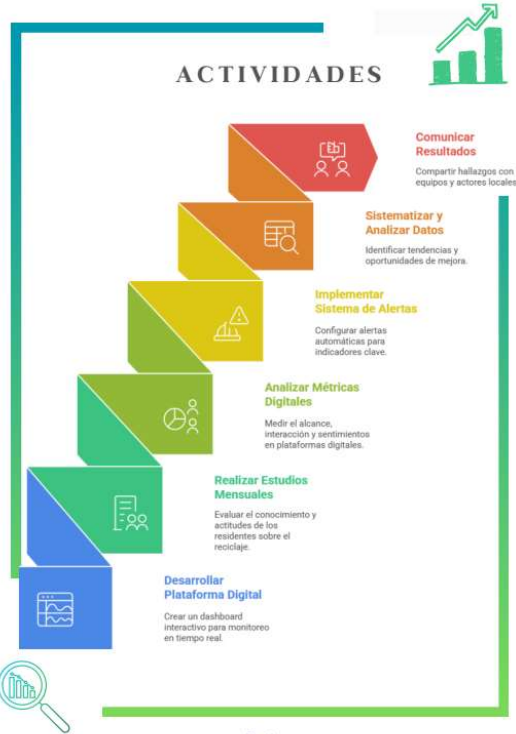 ACTIVIDADES
Comunicar
Resultados
Compartir hallazgos con
equipos y actores locales
Sistematizar y
Analizar Datos
Identificar tendencias y
oportunidades de mejora.
Implementar
Sistema de Alertas
Configurar alertas
automáticas para
indicadores clave.
Analizar Métricas
Digitales
Medir el alcance,
interacción y sentimientos
en plataformas digitales.
Realizar Estudios
Mensuales
Evaluar el conocimiento y
actitudes de los
residentes sobre el
reciclaje.
Desarrollar
Plataforma Digital
Crear un dashboard
interactivo para monitoreo
en tiempo real.